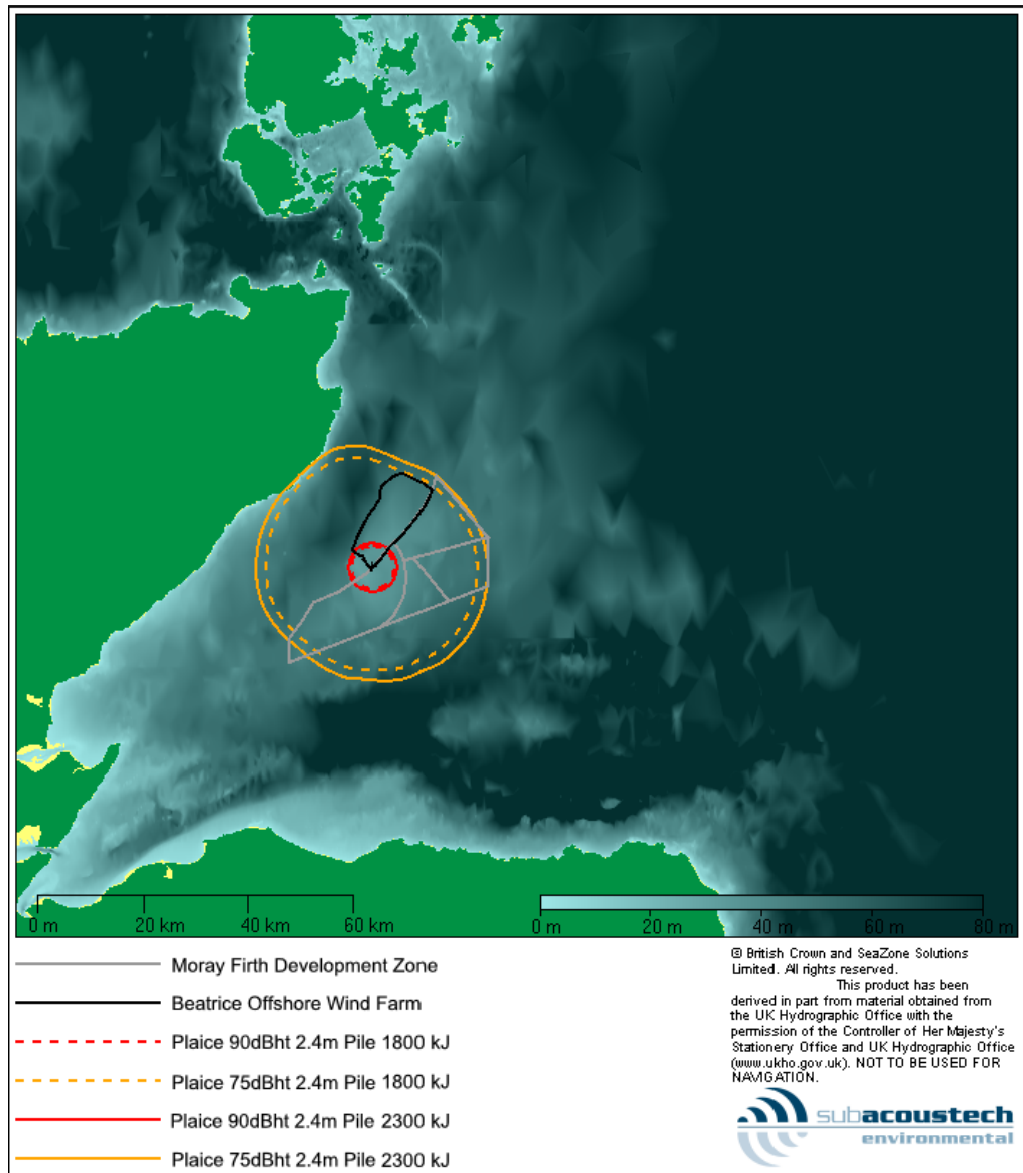 0 m 20 km 40 km 60 km 0 m 20 m 40 m 60 m 80 m
Moray Firth Development Zone
Beatrice Offshore Wind Farm
Plaice 90dBht 2.4m Pile 1800 kJ
Plaice 75dBht 2.4m Pile 1800 kJ
Plaice 90dBht 2.4m Pile 2300 kJ
Plaice 75dBht 2.4m Pile 2300 kJ
© British Crown and SeaZone Solutions
Limited. All rights reserved.
This product has been
derived in part from material obtained from
the UK Hydrographic Office with the
permission of the Controller of Her Majesty's
Stationery Office and UK Hydrographic Office
(www.ukho.gov.uk). NOT TO BE USED FOR
NAVIGATION.
subacoustech
environmental